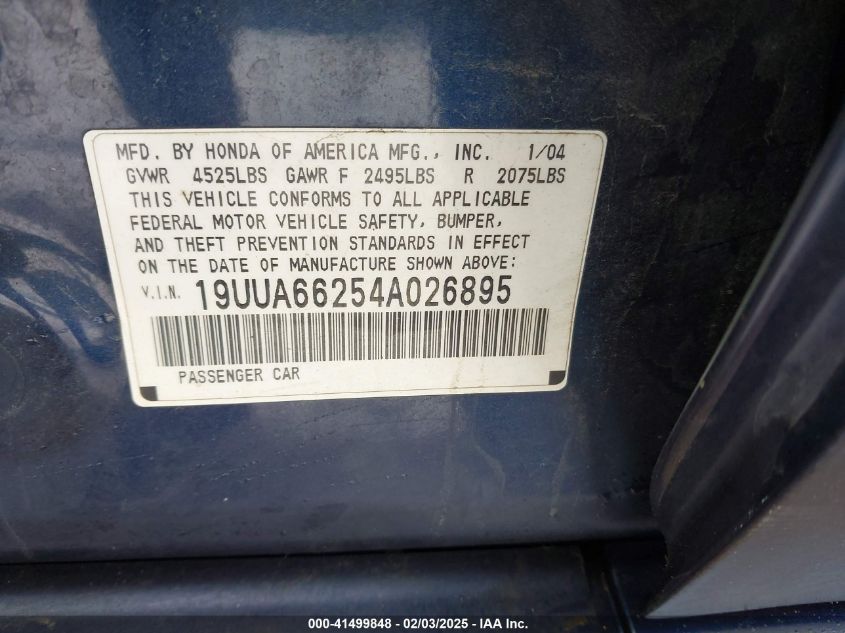 MFD. BY HONDA OF AMERICA MFG., INC. 1/04
GVWR 4525LBS GAWR F 2495LBS R 2075LBS
THIS VEHICLE CONFORMS TO ALL APPLICABLE
FEDERAL MOTOR VEHICLE SAFETY, BUMPER,
AND THEFT PREVENTION STANDARDS IN EFFECT
ON THE DATE OF MANUFACTURE SHOWN ABOVE:
V.I.N. 19UUA66254A026895
PASSENGER CAR
000-41499848 - 02/03/2025 - IAA Inc.